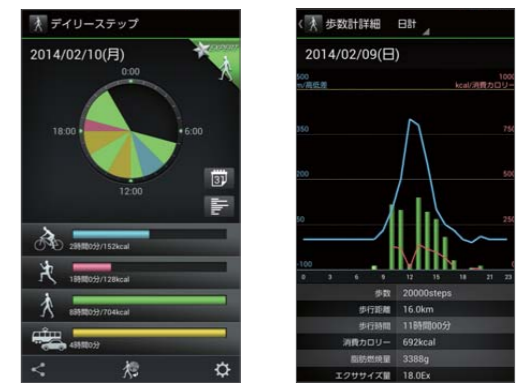 デイリーステップ
2014/02/10(月)
EXPERT
0:00
18:00
6:00
12:00
31
2時間0分/152kcal
1時間0分/128kcal
8時間0分/704kcal
4時間0分
歩数計詳細 日計
2014/02/09(日)
500 1000
m/高低差 kcal/消費カロリー
350 750
200 500
50 250
-100 0
0 3 6 9 12 15 18 21 23
歩数 20000steps
歩行距離 16.0km
歩行時間 11時間00分
消費カロリー 692kcal
脂肪燃焼量 3388g
エクササイズ量 18.0Ex